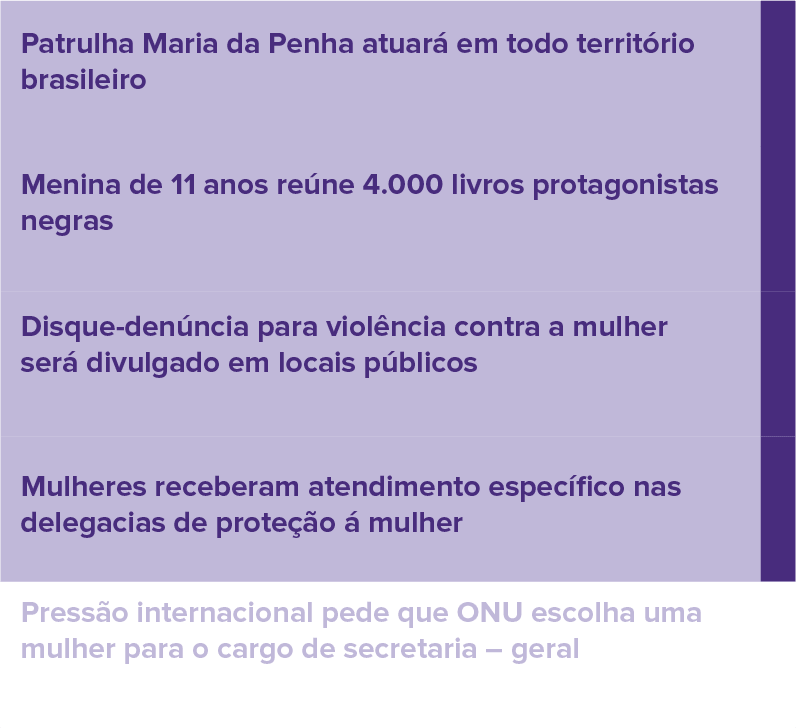 Patrulha Maria da Penha atuará em todo território
brasileiro
Menina de 11 anos reúne 4.000 livros protagonistas
negras
Disque-denúncia para violência contra a mulher
será divulgado em locais públicos
Mulheres receberam atendimento específico nas
delegacias de proteção á mulher
Pressão internacional pede que ONU escolha uma
mulher para o cargo de secretaria – geral